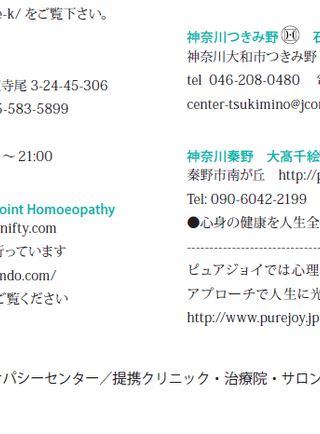 e-k/ をご覧下さい。
寺尾 3-24-45-306
5-583-5899
～ 21:00
oint Homoeopathy
nifty.com
行っています
ndo.com/
ご覧ください
神奈川つきみ野 H
神奈川大和市つきみ野
tel 046-208-0480
center-tsukimino@jcor
神奈川秦野 大髙千絵
秦野市南が丘 http://p
Tel: 090-6042-2199
●心身の健康を人生全
ピュアジョイでは心理
アプローチで人生に光
http://www.purejoy.jp
パシーセンター／提携クリニック・治療院・サロン